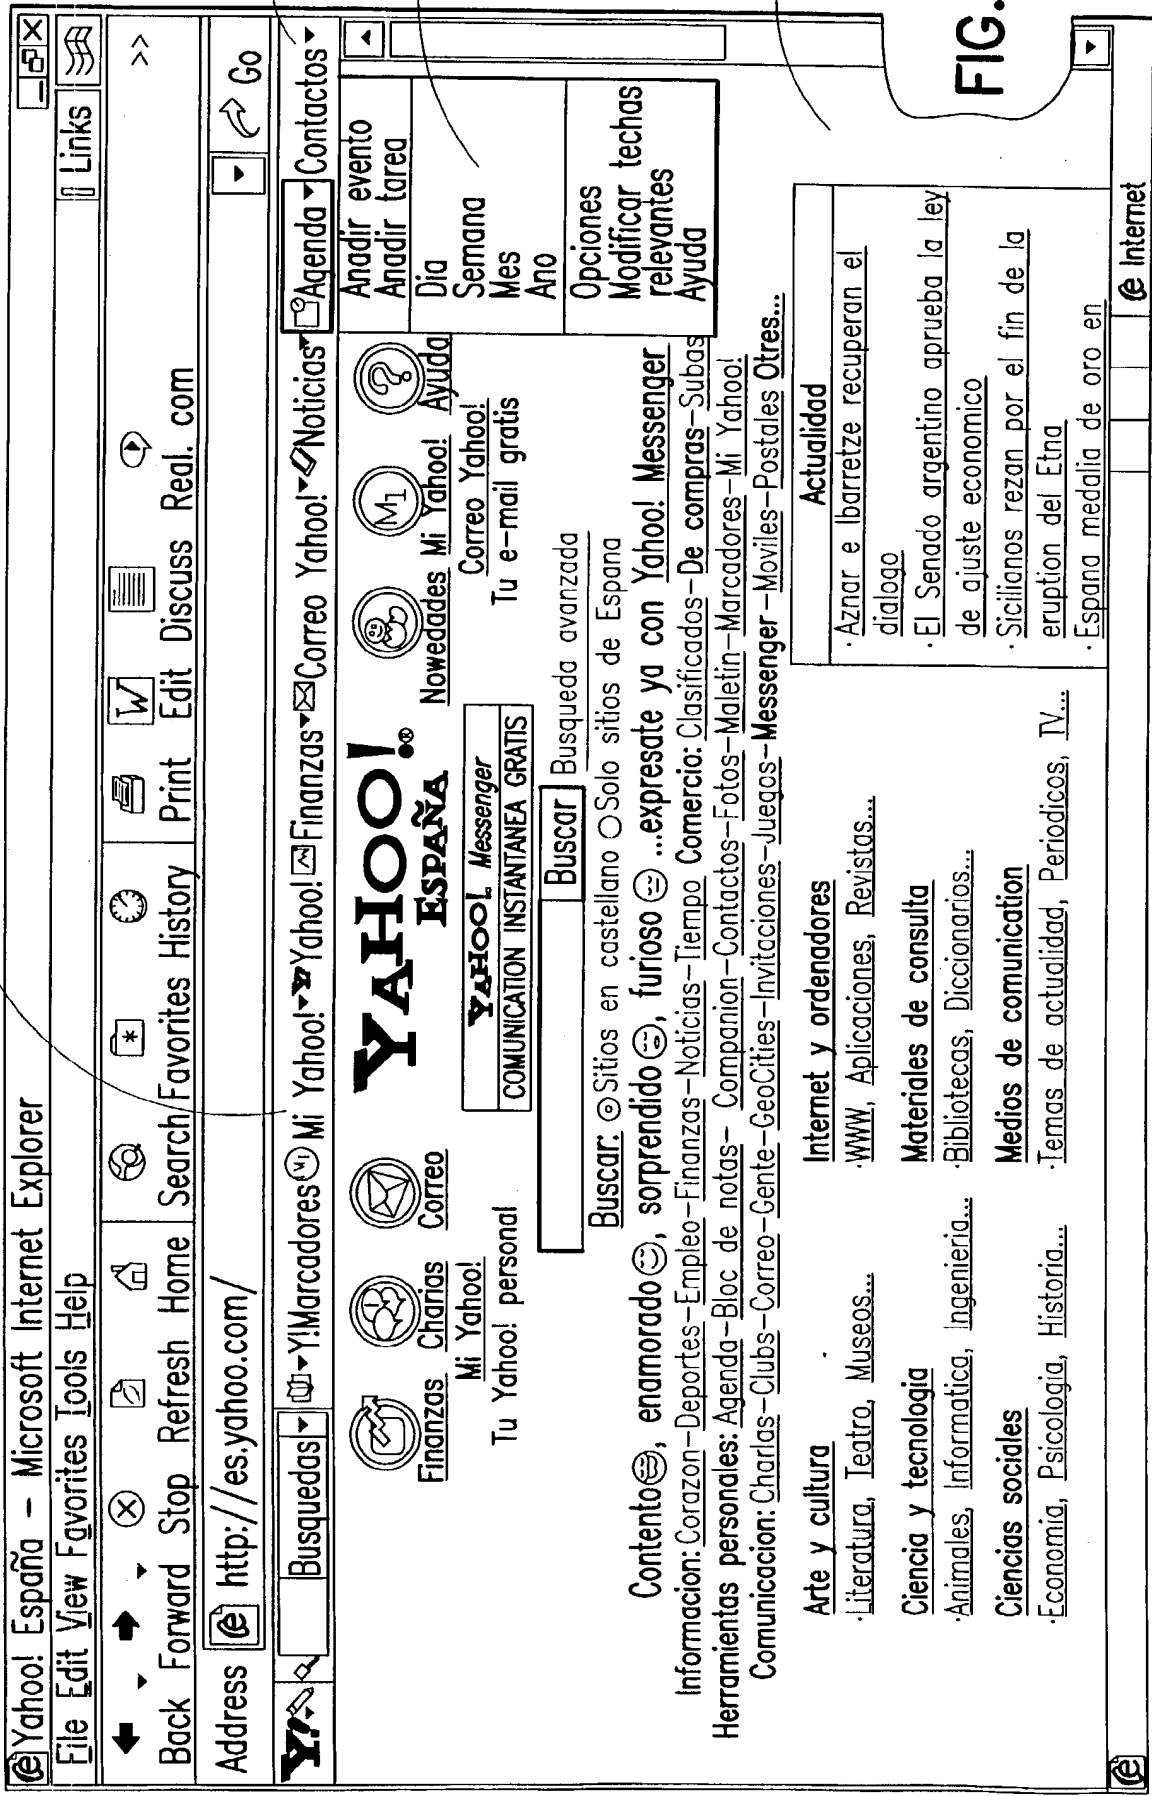 Yahoo! España – Microsoft Internet Explorer
File Edit View Favorites Tools Help
Links
Back Forward Stop Refresh Home Search Favorites History Print Edit Discuss Real. com
>>
Address http://es.yahoo.com/ Go
Y! Busquedas Y!Marcadores M1 Mi Yahoo! Yahoo! Finanzas Correo Yahoo! Noticias Agenda Contactos
Anadir evento
Anadir tarea
Dia
Semana
Mes
Ano
Opciones
Modificar techas
relevantes
Ayuda
Finanzas Charias Correo
YAHOO!®
ESPAÑA
M1
Nowedades Mi Yahoo! Ayuda
Mi Yahoo!
Tu Yahoo! personal
YAHOO! Messenger
COMUNICATION INSTANTANEA GRATIS
Correo Yahoo!
Tu e-mail gratis
Buscar Busqueda avanzada
Buscar: Sitios en castellano Solo sitios de Espana
Contento, enamorado, sorprendido, furioso ...expresate ya con Yahoo! Messenger
Informacion: Corazon–Deportes–Empleo–Finanzas–Noticias–Tiempo Comercio: Clasificados–De compras–Subas
Herramientas personales: Agenda–Bloc de notas– Companion–Contactos–Fotos–Maletin–Marcadores–Mi Yahoo!
Comunicacion: Charlas–Clubs–Correo–Gente–GeoCities–Invitaciones–Juegos–Messenger–Moviles–Postales Otres...
Arte y cultura
·Literatura, Teatro, Museos...
Ciencia y tecnologia
·Animales, Informatica, Ingenieria...
Ciencias sociales
·Economia, Psicologia, Historia...
Internet y ordenadores
·WWW, Aplicaciones, Revistas...
Materiales de consulta
·Bibliotecas, Diccionarios...
Medios de comunication
·Temas de actualidad, Periodicos, TV...
Actualidad
·Aznar e Ibarretze recuperan el
dialogo
·El Senado argentino aprueba la ley
de ajuste economico
·Sicilianos rezan por el fin de la
eruption del Etna
·Espana medalia de oro en
Internet
FIG.